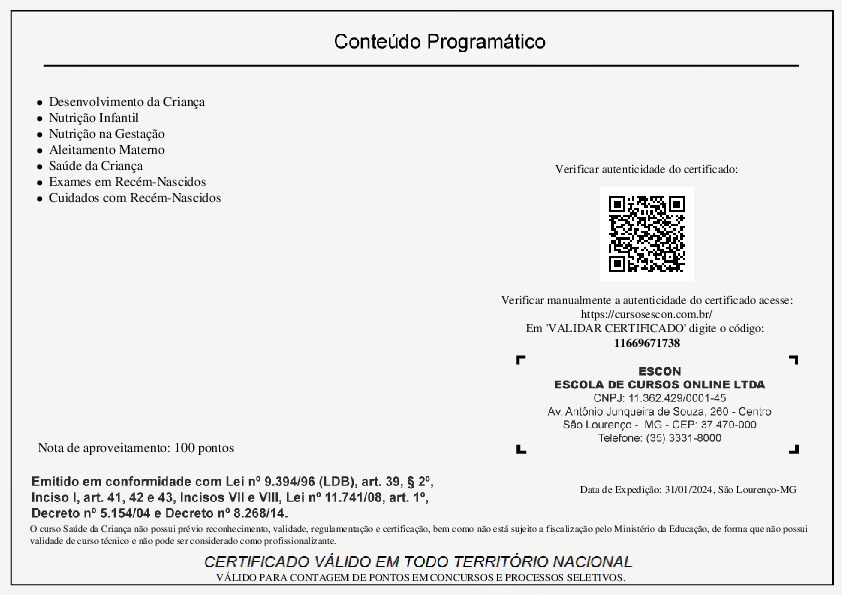 Conteúdo Programático
• Desenvolvimento da Criança
• Nutrição Infantil
• Nutrição na Gestação
• Aleitamento Materno
• Saúde da Criança
• Exames em Recém-Nascidos
• Cuidados com Recém-Nascidos
ESCON
Verificar autenticidade do certificado:
Verificar manualmente a autenticidade do certificado acesse:
https://cursosescon.com.br/
Em 'VALIDAR CERTIFICADO' digite o código:
11669671738
ESCON
ESCOLA DE CURSOS ONLINE LTDA
CNPJ: 11.362.429/0001-45
Av. Antônio Junqueira de Souza, 260 - Centro
São Lourenço - MG - CEP: 37.470-000
Telefone: (35) 3331-8000
Nota de aproveitamento: 100 pontos
Emitido em conformidade com Lei nº 9.394/96 (LDB), art. 39, § 2º,
Inciso I, art. 41, 42 e 43, Incisos VII e VIII, Lei nº 11.741/08, art. 1º,
Decreto nº 5.154/04 e Decreto nº 8.268/14.
Data de Expedição: 31/01/2024, São Lourenço-MG
O curso Saúde da Criança não possui prévio reconhecimento, validade, regulamentação e certificação, bem como não está sujeito a fiscalização pelo Ministério da Educação, de forma que não possui
validade de curso técnico e não pode ser considerado como profissionalizante.
CERTIFICADO VÁLIDO EM TODO TERRITÓRIO NACIONAL
VÁLIDO PARA CONTAGEM DE PONTOS EM CONCURSOS E PROCESSOS SELETIVOS.